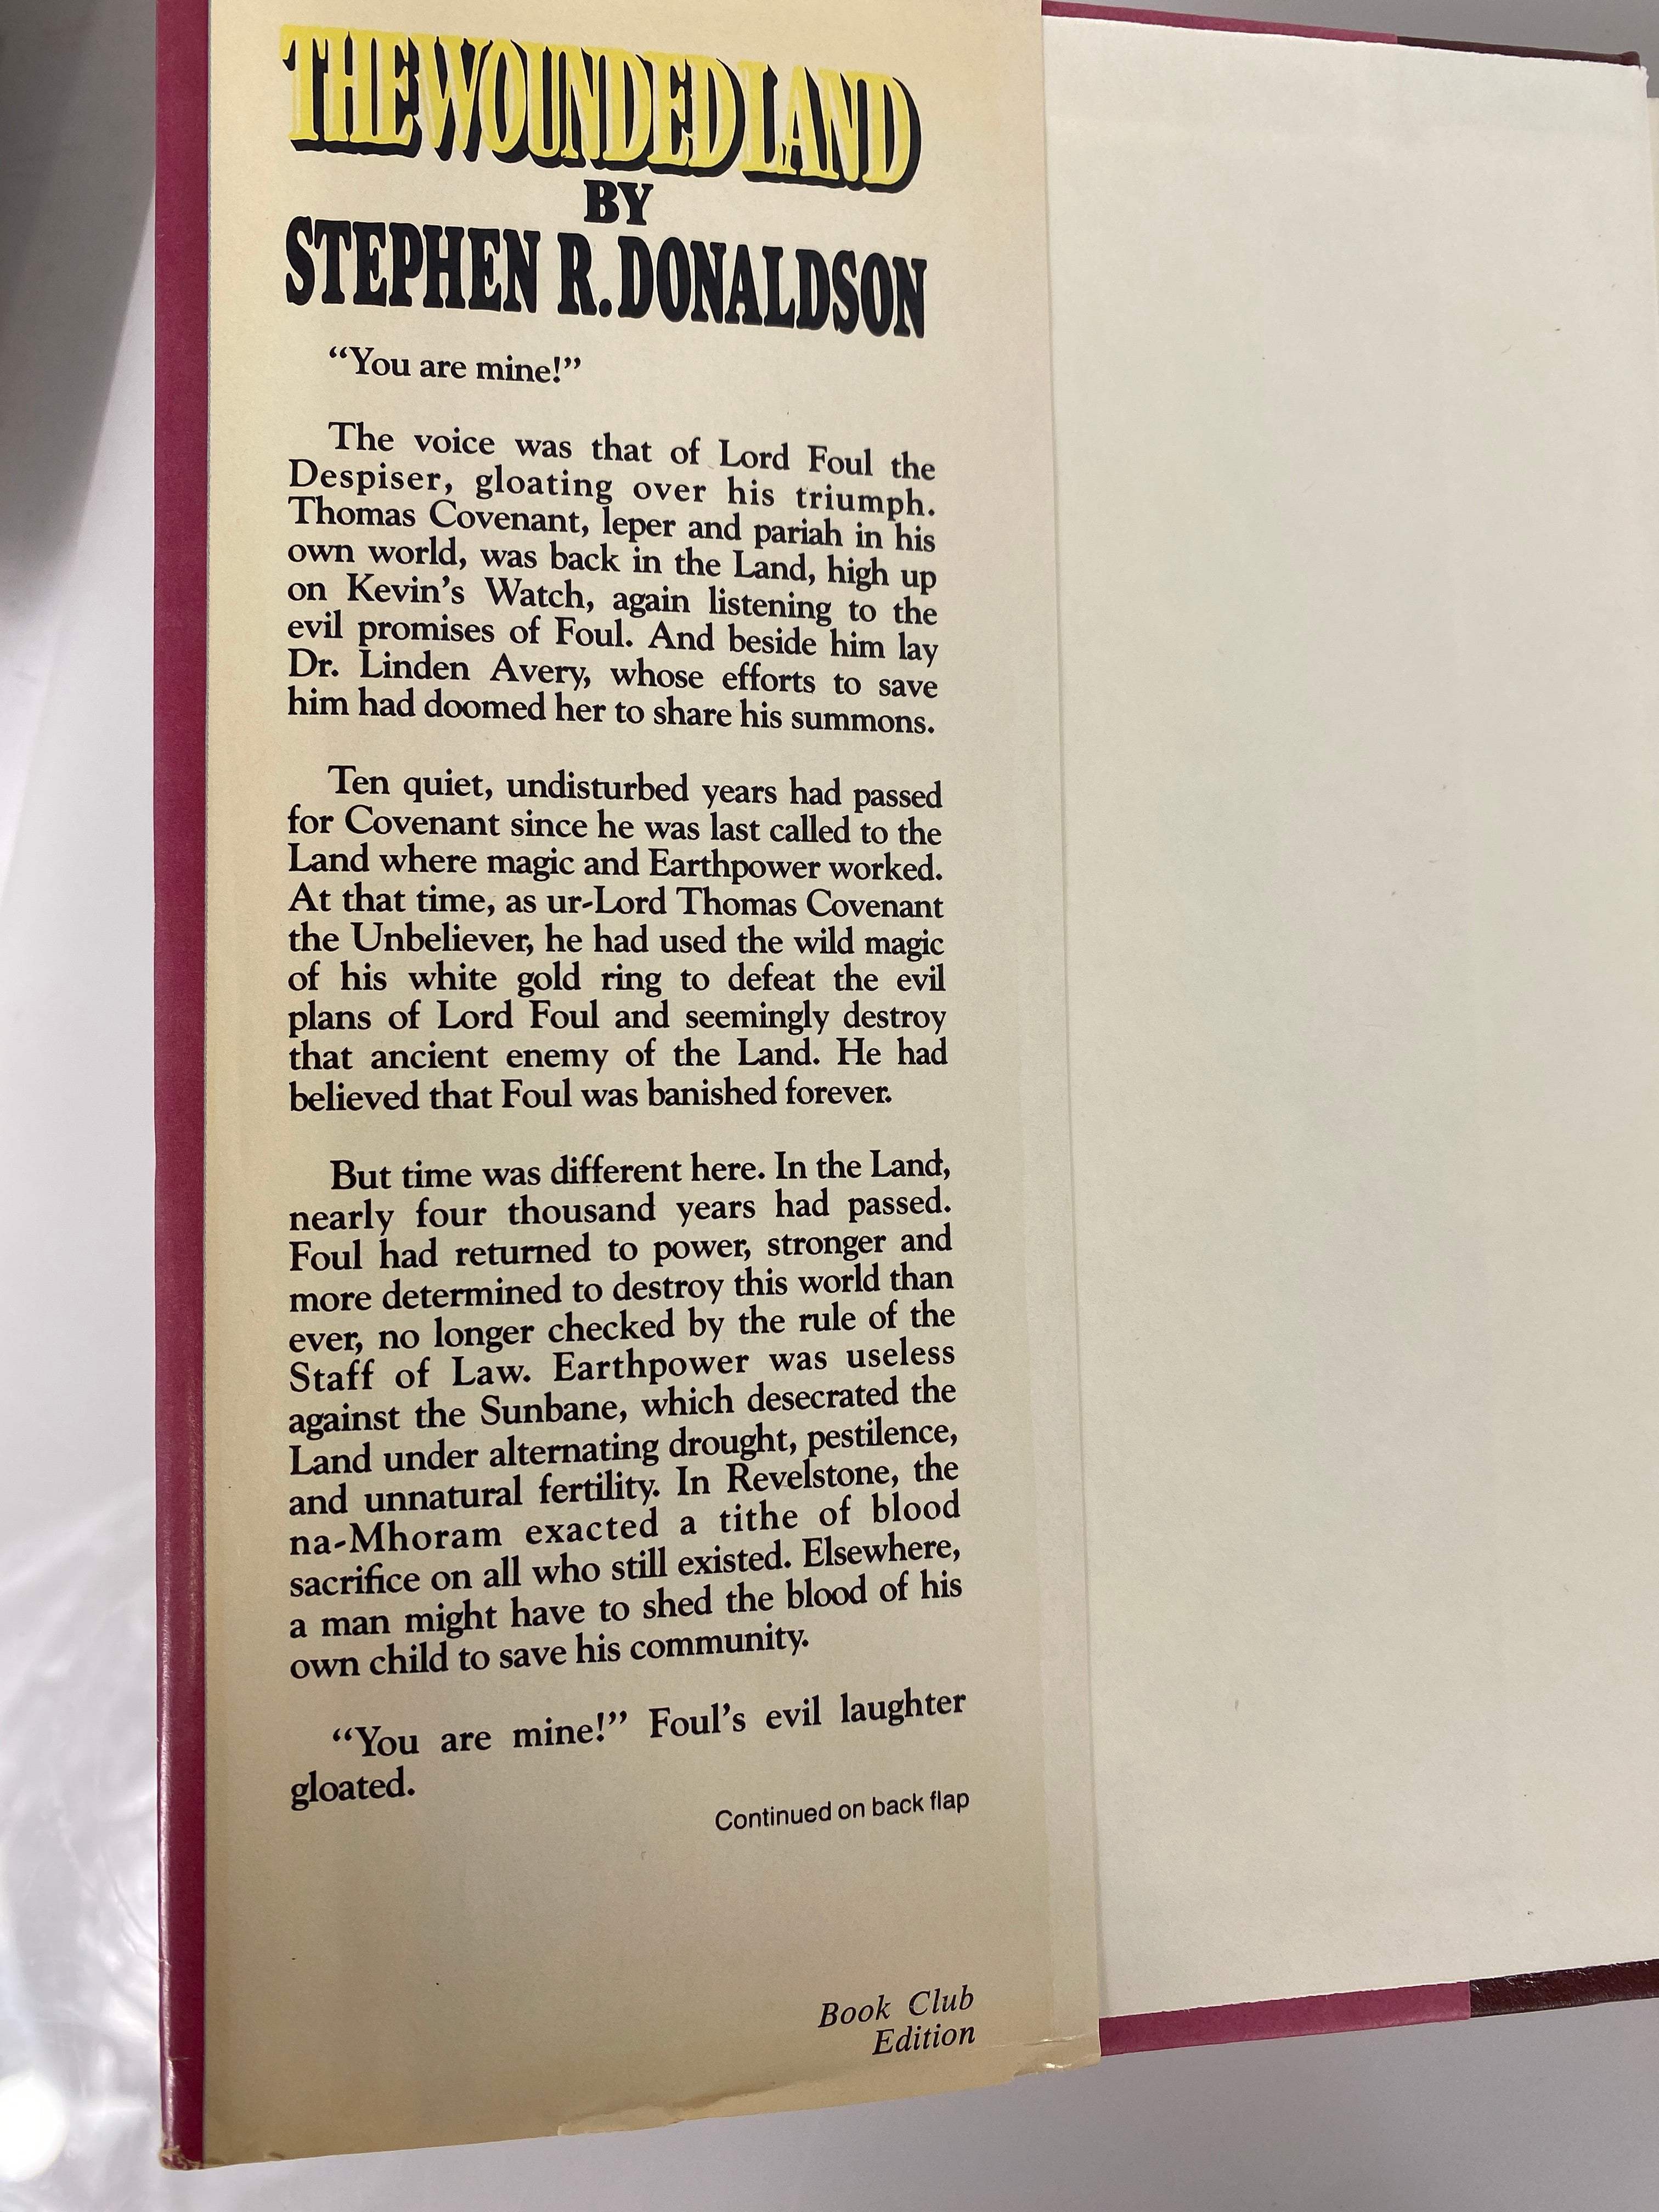 THE WOUNDED LAND
BY
STEPHEN R. DONALDSON
“You are mine!”
The voice was that of Lord Foul the
Despiser, gloating over his triumph.
Thomas Covenant, leper and pariah in his
own world, was back in the Land, high up
on Kevin’s Watch, again listening to the
evil promises of Foul. And beside him lay
Dr. Linden Avery, whose efforts to save
him had doomed her to share his summons.
Ten quiet, undisturbed years had passed
for Covenant since he was last called to the
Land where magic and Earthpower worked.
At that time, as ur-Lord Thomas Covenant
the Unbeliever, he had used the wild magic
of his white gold ring to defeat the evil
plans of Lord Foul and seemingly destroy
that ancient enemy of the Land. He had
believed that Foul was banished forever.
But time was different here. In the Land,
nearly four thousand years had passed.
Foul had returned to power, stronger and
more determined to destroy this world than
ever, no longer checked by the rule of the
Staff of Law. Earthpower was useless
against the Sunbane, which desecrated the
Land under alternating drought, pestilence,
and unnatural fertility. In Revelstone, the
na-Mhoram exacted a tithe of blood
sacrifice on all who still existed. Elsewhere,
a man might have to shed the blood of his
own child to save his community.
“You are mine!” Foul’s evil laughter
gloated.
Continued on back flap
Book Club
Edition